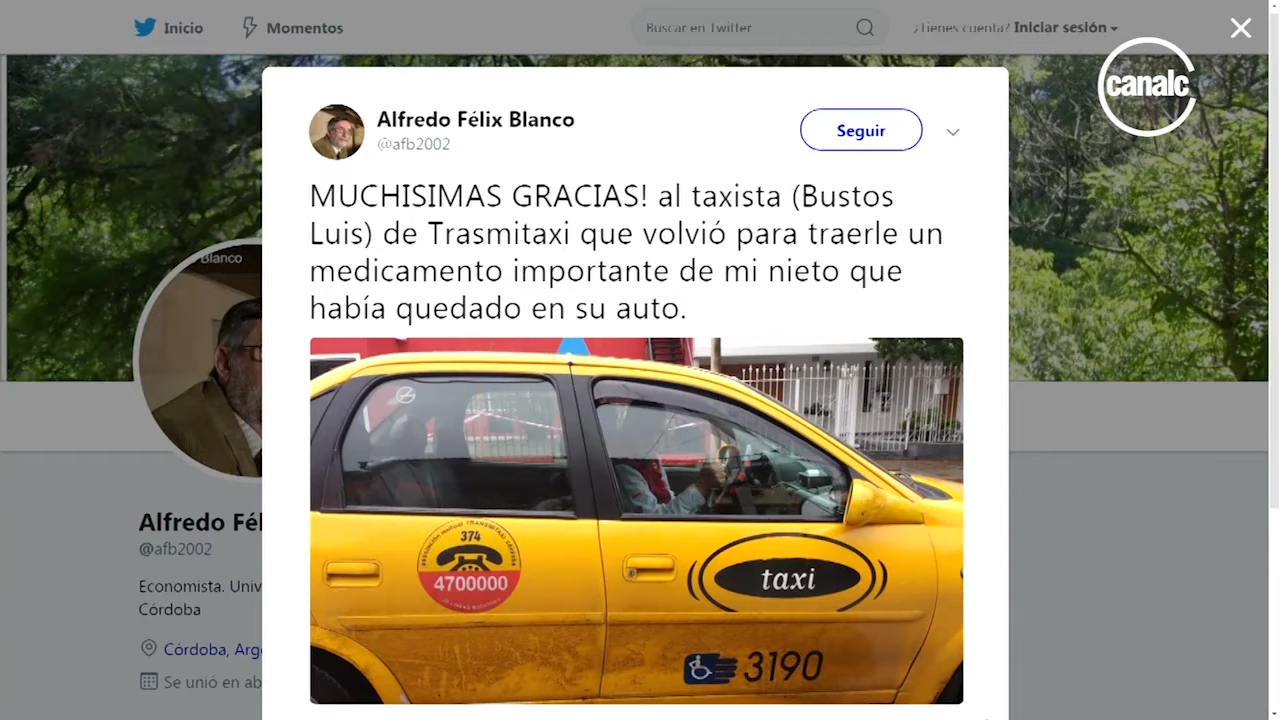 Inicio
Momentos
Buscar en Twitter
¿Tienes cuenta? Iniciar sesión
canalc
Alfredo Félix Blanco
@afb2002
Seguir
MUCHISIMAS GRACIAS! al taxista (Bustos
Luis) de Trasmitaxi que volvió para traerle un
medicamento importante de mi nieto que
había quedado en su auto.
Blanco
374
4700000
taxi
3190
Alfredo Fél
@afb2002
Economista. Univ
Córdoba
Córdoba, Arge
Se unió en ab